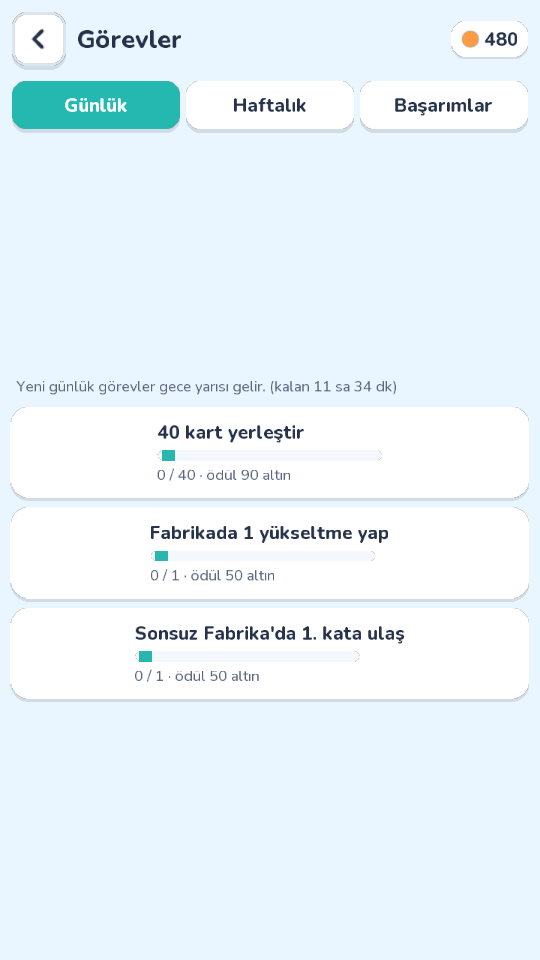 Görevler
480
Günlük
Haftalık
Başarımlar
Yeni günlük görevler gece yarısı gelir. (kalan 11 sa 34 dk)
40 kart yerleştir
0 / 40 · ödül 90 altın
Fabrikada 1 yükseltme yap
0 / 1 · ödül 50 altın
Sonsuz Fabrika'da 1. kata ulaş
0 / 1 · ödül 50 altın